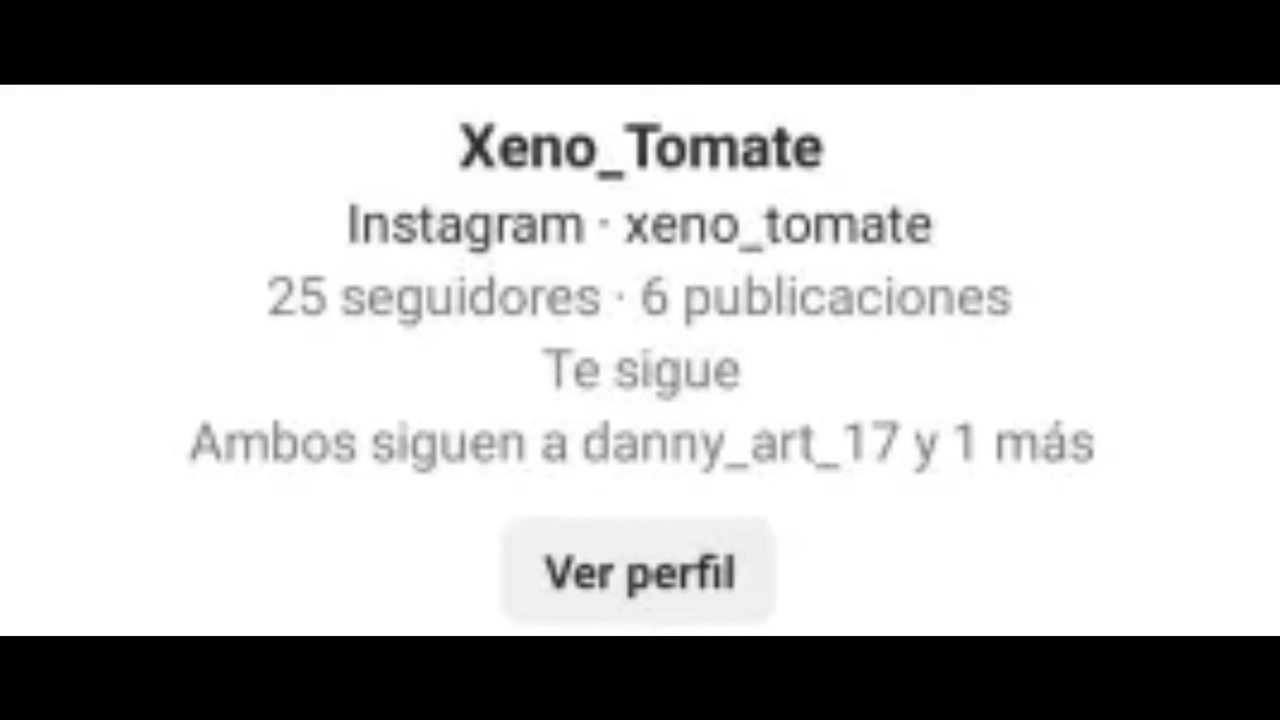 Xeno_Tomate
Instagram · xeno_tomate
25 seguidores · 6 publicaciones
Te sigue
Ambos siguen a danny_art_17 y 1 más
Ver perfil